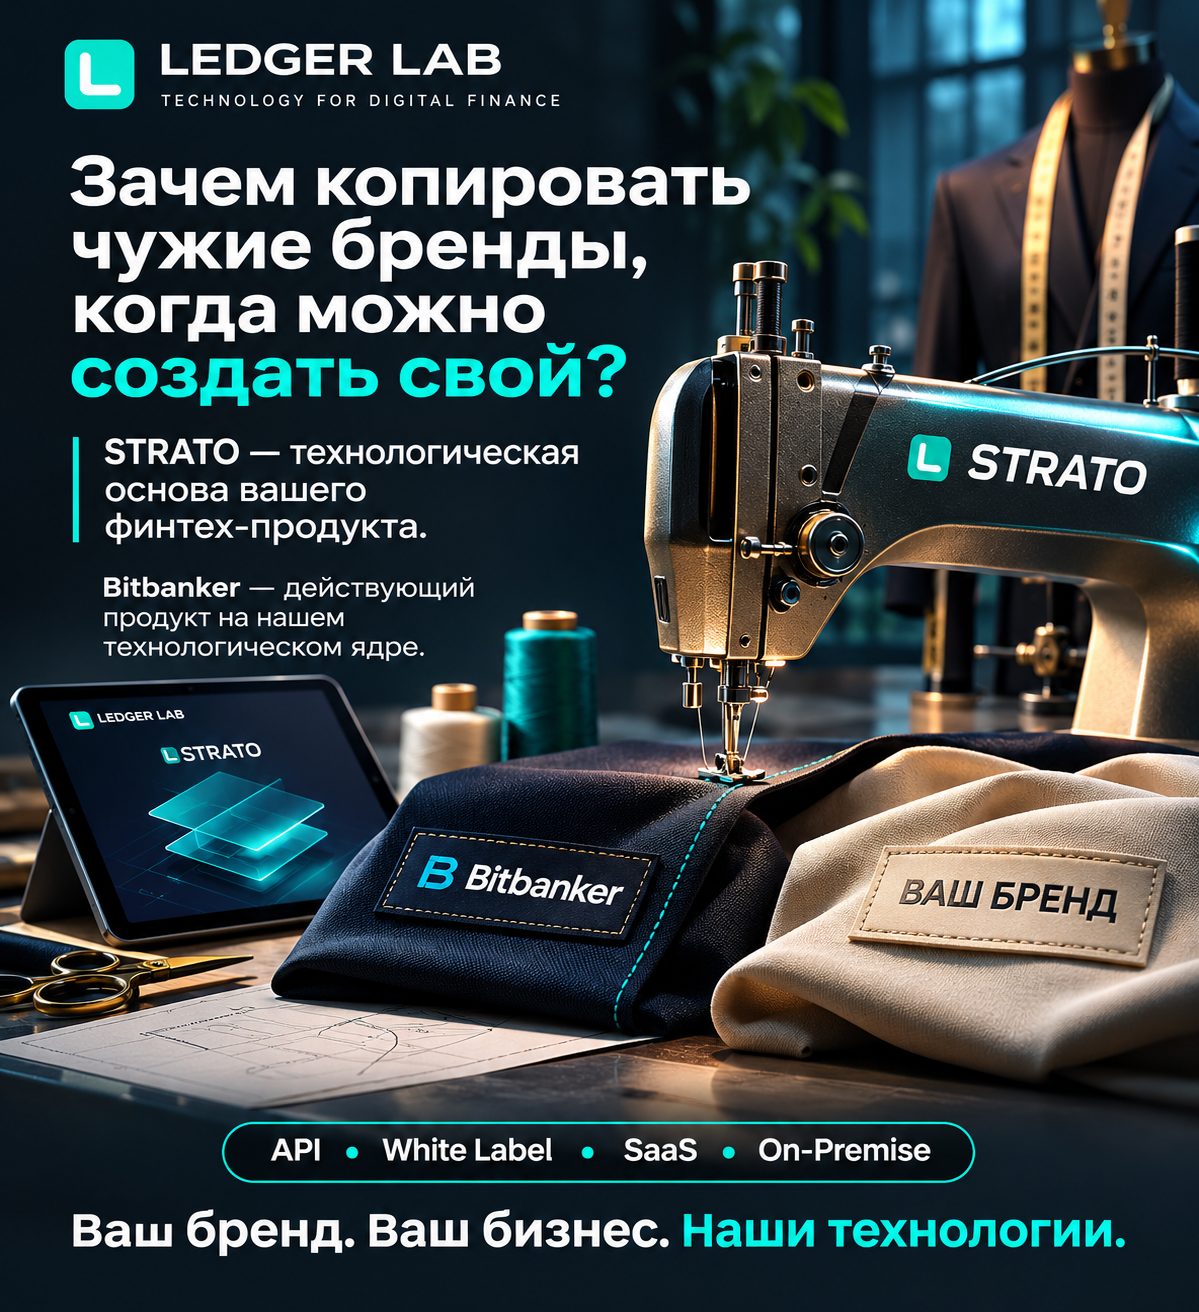 LEDGER LAB
TECHNOLOGY FOR DIGITAL FINANCE
Зачем копировать
чужие бренды,
когда можно
создать свой?
STRATO — технологическая
основа вашего
финтех-продукта.
Bitbanker — действующий
продукт на нашем
технологическом ядре.
STRATO
LEDGER LAB
STRATO
Bitbanker
ВАШ БРЕНД
API • White Label • SaaS • On-Premise
Ваш бренд. Ваш бизнес. Наши технологии.